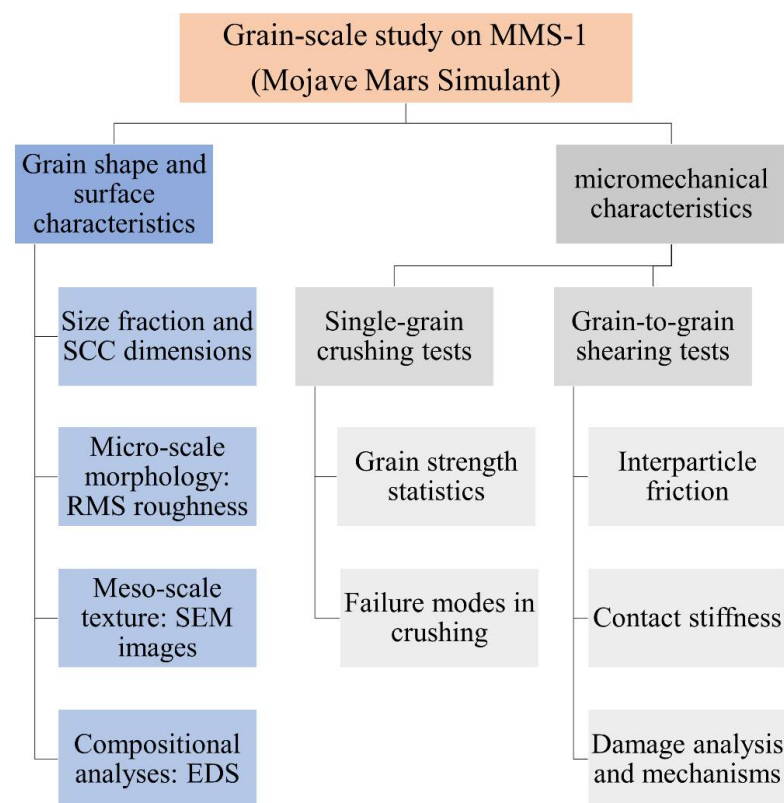 Grain-scale study on MMS-1
(Mojave Mars Simulant)
Grain shape and
surface
characteristics
micromechanical
characteristics
Size fraction and
SCC dimensions
Single-grain
crushing tests
Grain-to-grain
shearing tests
Micro-scale
morphology:
RMS roughness
Grain strength
statistics
Interparticle
friction
Meso-scale
texture: SEM
images
Failure modes in
crushing
Contact stiffness
Compositional
analyses: EDS
Damage analysis
and mechanisms